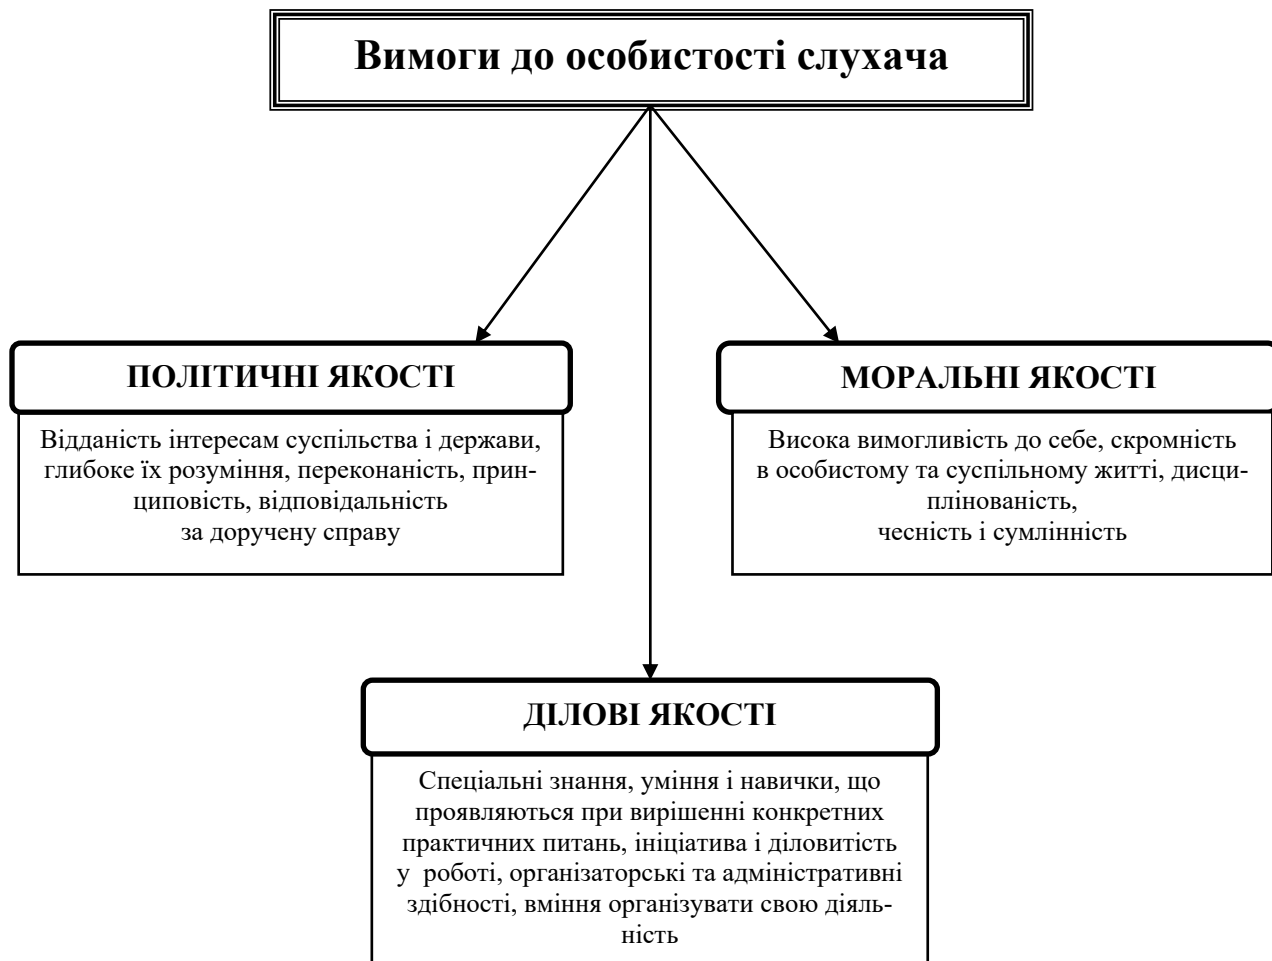 Вимоги до особистості слухача
ПОЛІТИЧНІ ЯКОСТІ
Відданість інтересам суспільства і держави,
глибоке їх розуміння, переконаність, прин-
циповість, відповідальність
за доручену справу
МОРАЛЬНІ ЯКОСТІ
Висока вимогливість до себе, скромність
в особистому та суспільному житті, дисци-
плінованість,
чесність і сумлінність
ДІЛОВІ ЯКОСТІ
Спеціальні знання, уміння і навички, що
проявляються при вирішенні конкретних
практичних питань, ініціатива і діловитість
у  роботі, організаторські та адміністративні
здібності, вміння організувати свою діяль-
ність